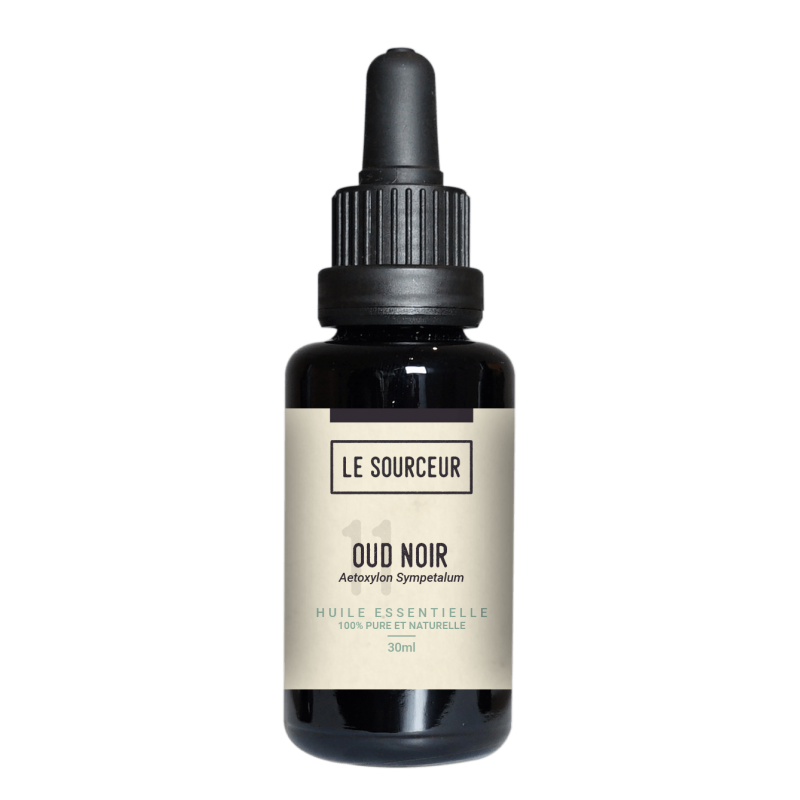 LE SOURCEUR
11
OUD NOIR
Aetoxylon Sympetalum
HUILE ESSENTIELLE
100% PURE ET NATURELLE
30ml